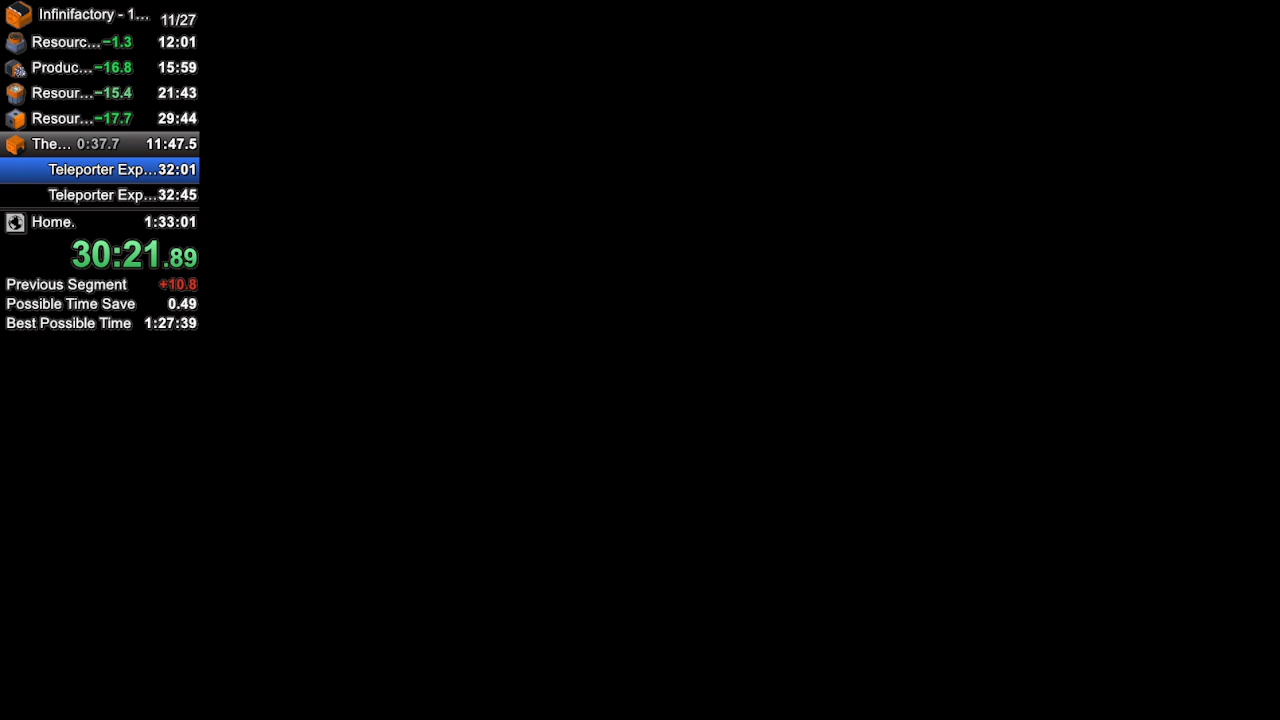 Infinifactory - 1... 11/27
Resourc... −1.3 12:01
Produc... −16.8 15:59
Resour... −15.4 21:43
Resour... −17.7 29:44
The... 0:37.7 11:47.5
Teleporter Exp... 32:01
Teleporter Exp... 32:45
Home. 1:33:01
30:21.89
Previous Segment +10.8
Possible Time Save 0.49
Best Possible Time 1:27:39